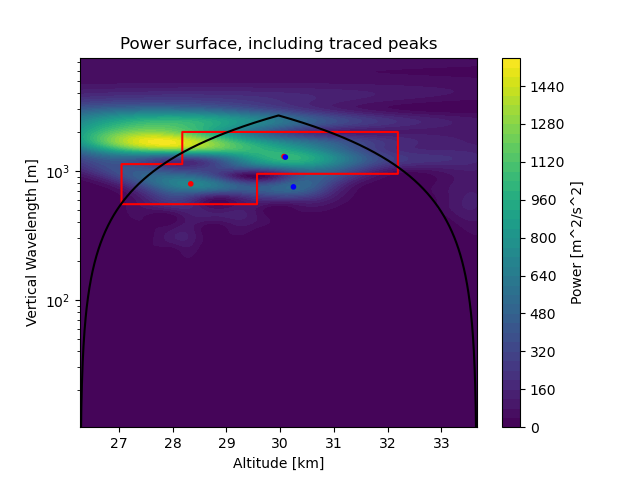 Power surface, including traced peaks
Vertical Wavelength [m]
10^3
10^2
27 28 29 30 31 32 33
Altitude [km]
1440
1280
1120
960
800
640
480
320
160
0
Power [m^2/s^2]